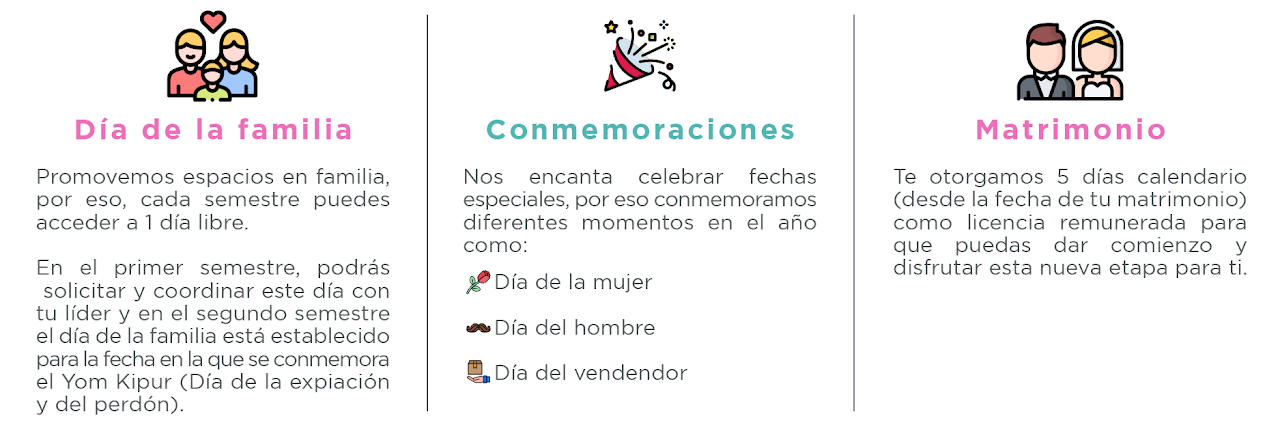 Día de la familia
Promovemos espacios en familia,
por eso, cada semestre puedes
acceder a 1 día libre.
En el primer semestre, podrás
solicitar y coordinar este día con
tu líder y en el segundo semestre
el día de la familia está establecido
para la fecha en la que se conmemora
el Yom Kipur (Día de la expiación
y del perdón).
Conmemoraciones
Nos encanta celebrar fechas
especiales, por eso conmemoramos
diferentes momentos en el año
como:
Día de la mujer
Día del hombre
Día del vendendor
Matrimonio
Te otorgamos 5 días calendario
(desde la fecha de tu matrimonio)
como licencia remunerada para
que puedas dar comienzo y
disfrutar esta nueva etapa para ti.